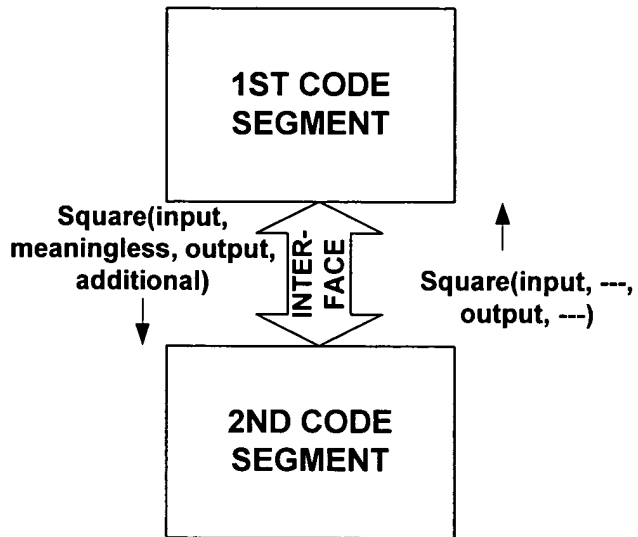 1ST CODE
SEGMENT
Square(input,
meaningless, output,
additional)
INTER-
FACE
Square(input, ---,
output, ---)
2ND CODE
SEGMENT